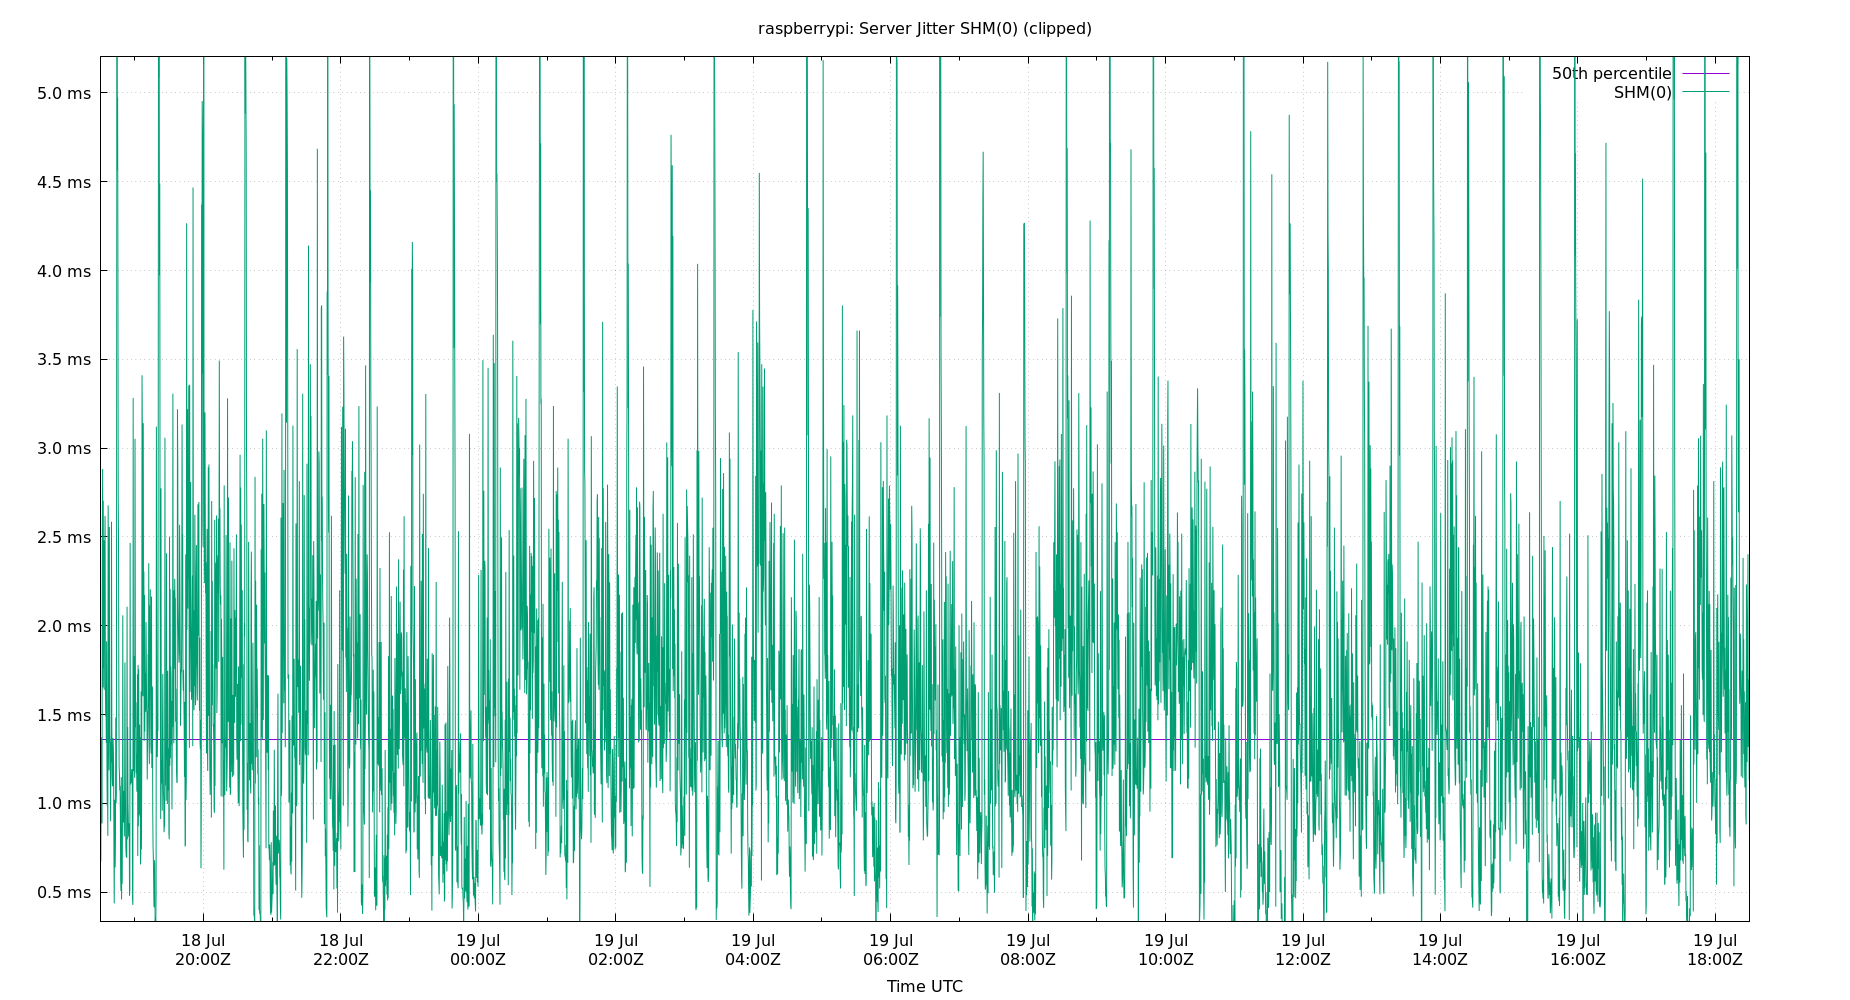 raspberrypi: Server Jitter SHM(0) (clipped)
50th percentile
SHM(0)
5.0 ms
4.5 ms
4.0 ms
3.5 ms
3.0 ms
2.5 ms
2.0 ms
1.5 ms
1.0 ms
0.5 ms
18 Jul 18 Jul 19 Jul 19 Jul 19 Jul 19 Jul 19 Jul 19 Jul 19 Jul 19 Jul 19 Jul 19 Jul
20:00Z 22:00Z 00:00Z 02:00Z 04:00Z 06:00Z 08:00Z 10:00Z 12:00Z 14:00Z 16:00Z 18:00Z
Time UTC